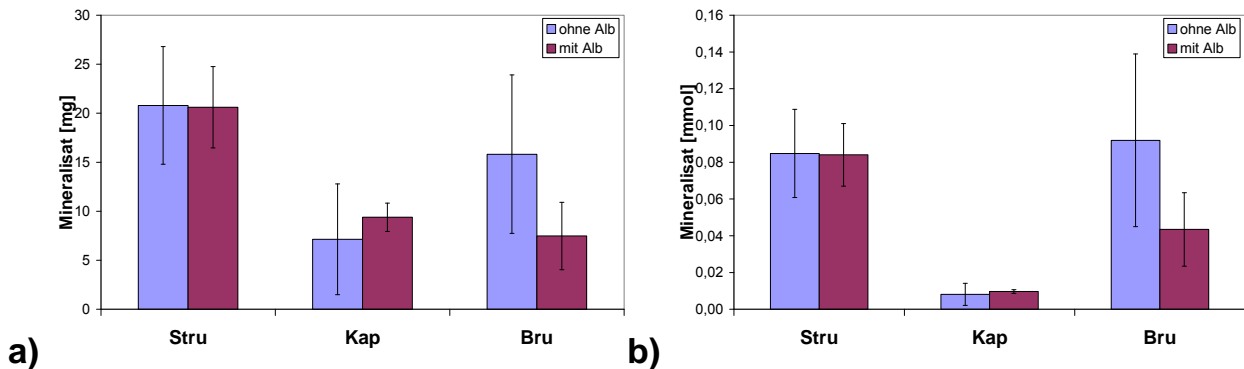 30
25
20
15
10
5
0
Mineralisat [mg]
ohne Alb
mit Alb
Stru Kap Bru
a)
0,16
0,14
0,12
0,10
0,08
0,06
0,04
0,02
0,00
Mineralisat [mmol]
ohne Alb
mit Alb
Stru Kap Bru
b)